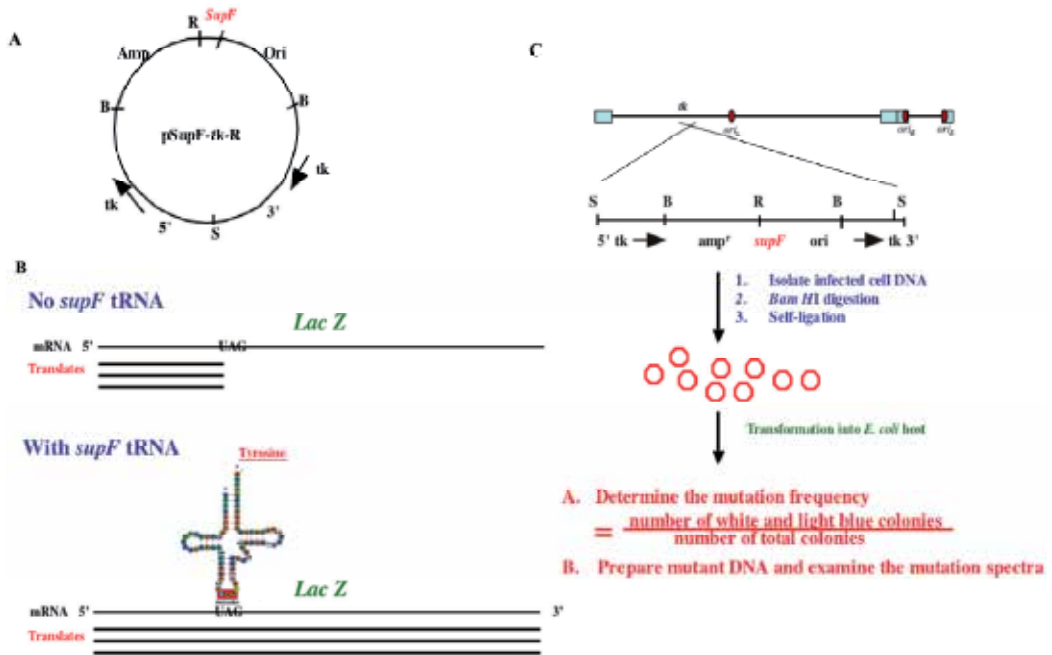 A
R
SupF
Amp
Ori
B
B
pSupF-tk-R
tk
tk
5'
S
3'
B
No supF tRNA
Lac Z
mRNA 5'
UAG
Translates
With supF tRNA
Tyrosine
Lac Z
mRNA 5'
UAG
3'
Translates
C
tk
S B R B S
5' tk
ampr
supF
ori
tk 3'
1. Isolate infected cell DNA
2. Bam HI digestion
3. Self-ligation
Transformation into E. coli host
A. Determine the mutation frequency
= number of white and light blue colonies
number of total colonies
B. Prepare mutant DNA and examine the mutation spectra